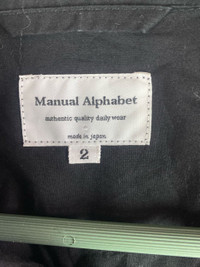 Manual Alphabet
authentic quality daily wear
made in japan
2